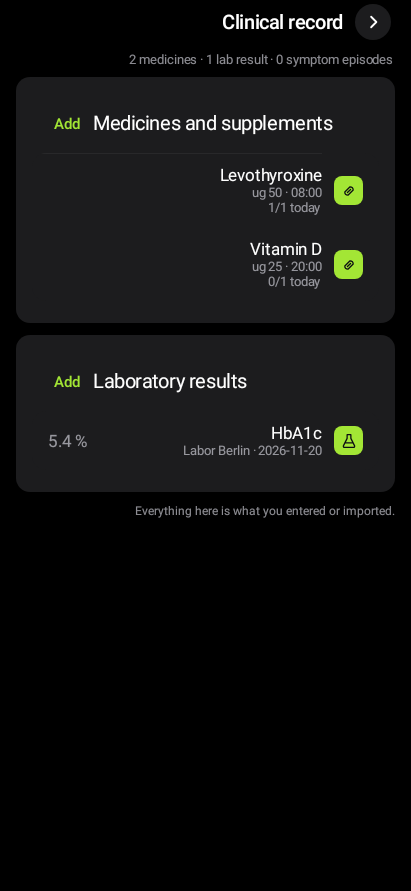 Clinical record
2 medicines · 1 lab result · 0 symptom episodes
Add Medicines and supplements
Levothyroxine
ug 50 · 08:00
1/1 today
Vitamin D
ug 25 · 20:00
0/1 today
Add Laboratory results
HbA1c
5.4 %
Labor Berlin · 2026-11-20
Everything here is what you entered or imported.